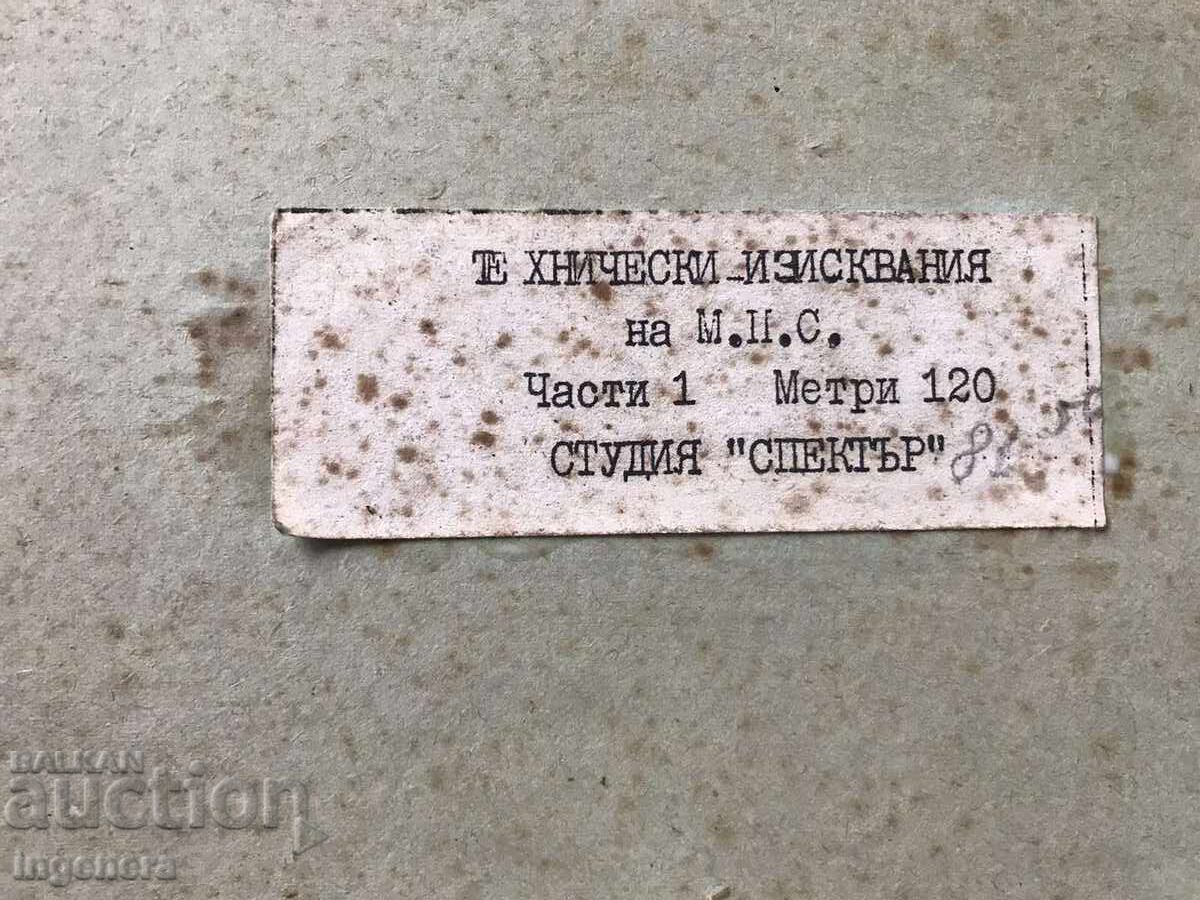 ТЕ ХНИЧЕСКИ ИЗИСКВАНИЯ
на М.П.С.
Части 1 Метри 120
СТУДИЯ "СПЕКТЪР"
BALKAN
auction
ingenera